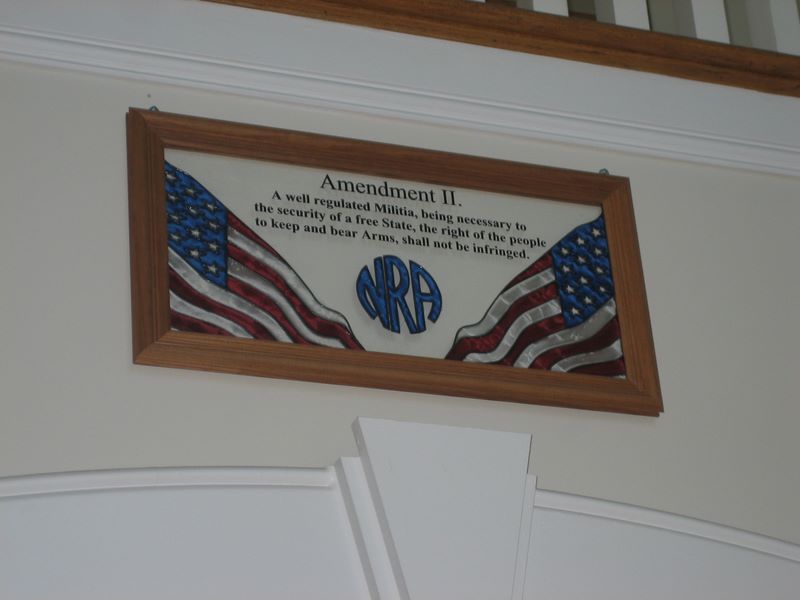 Amendment II.
A well regulated Militia, being necessary to
the security of a free State, the right of the people
to keep and bear Arms, shall not be infringed.
NRA